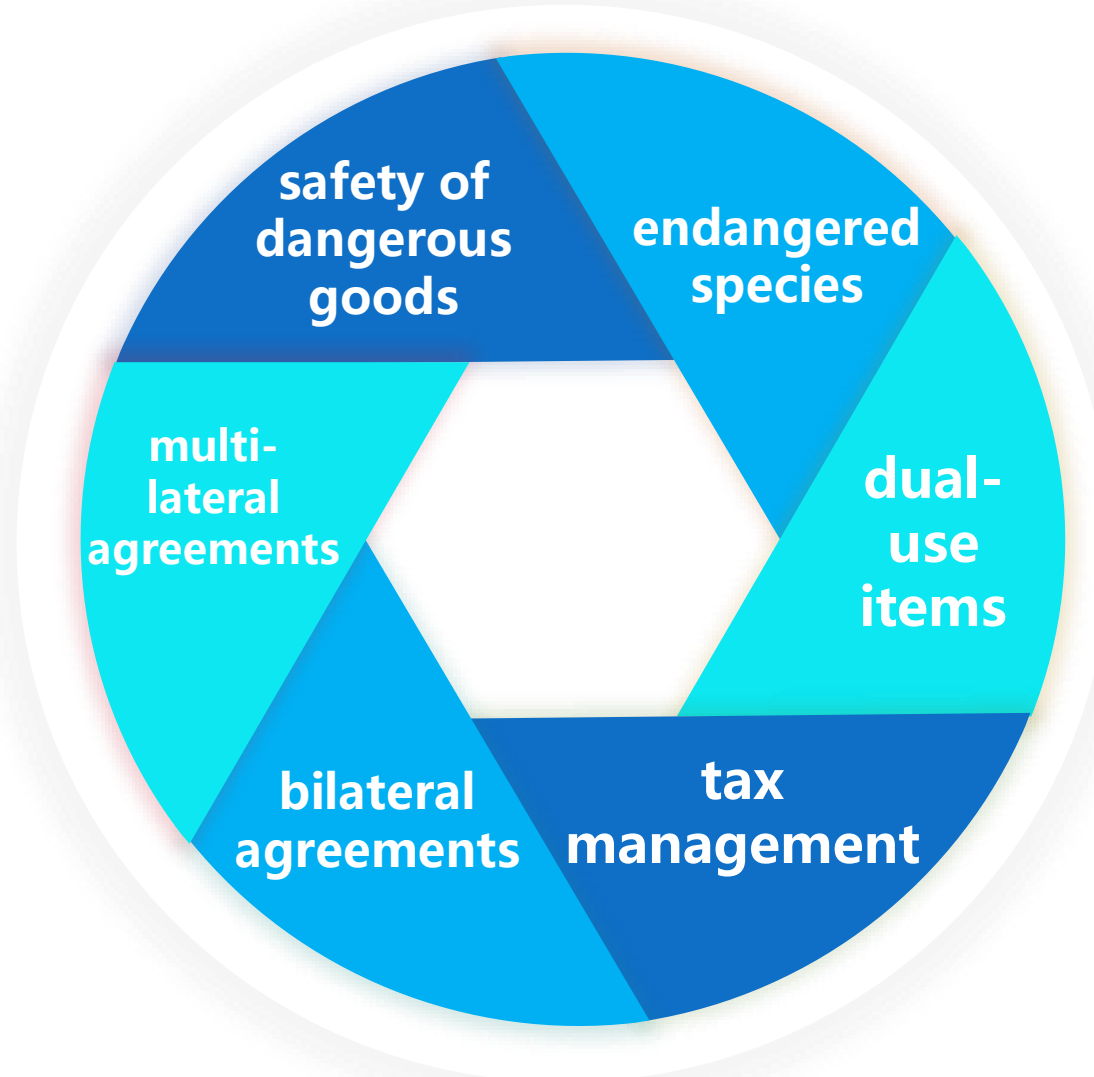 safety of
dangerous
goods
endangered
species
dual-
use
items
tax
management
bilateral
agreements
multi-
lateral
agreements